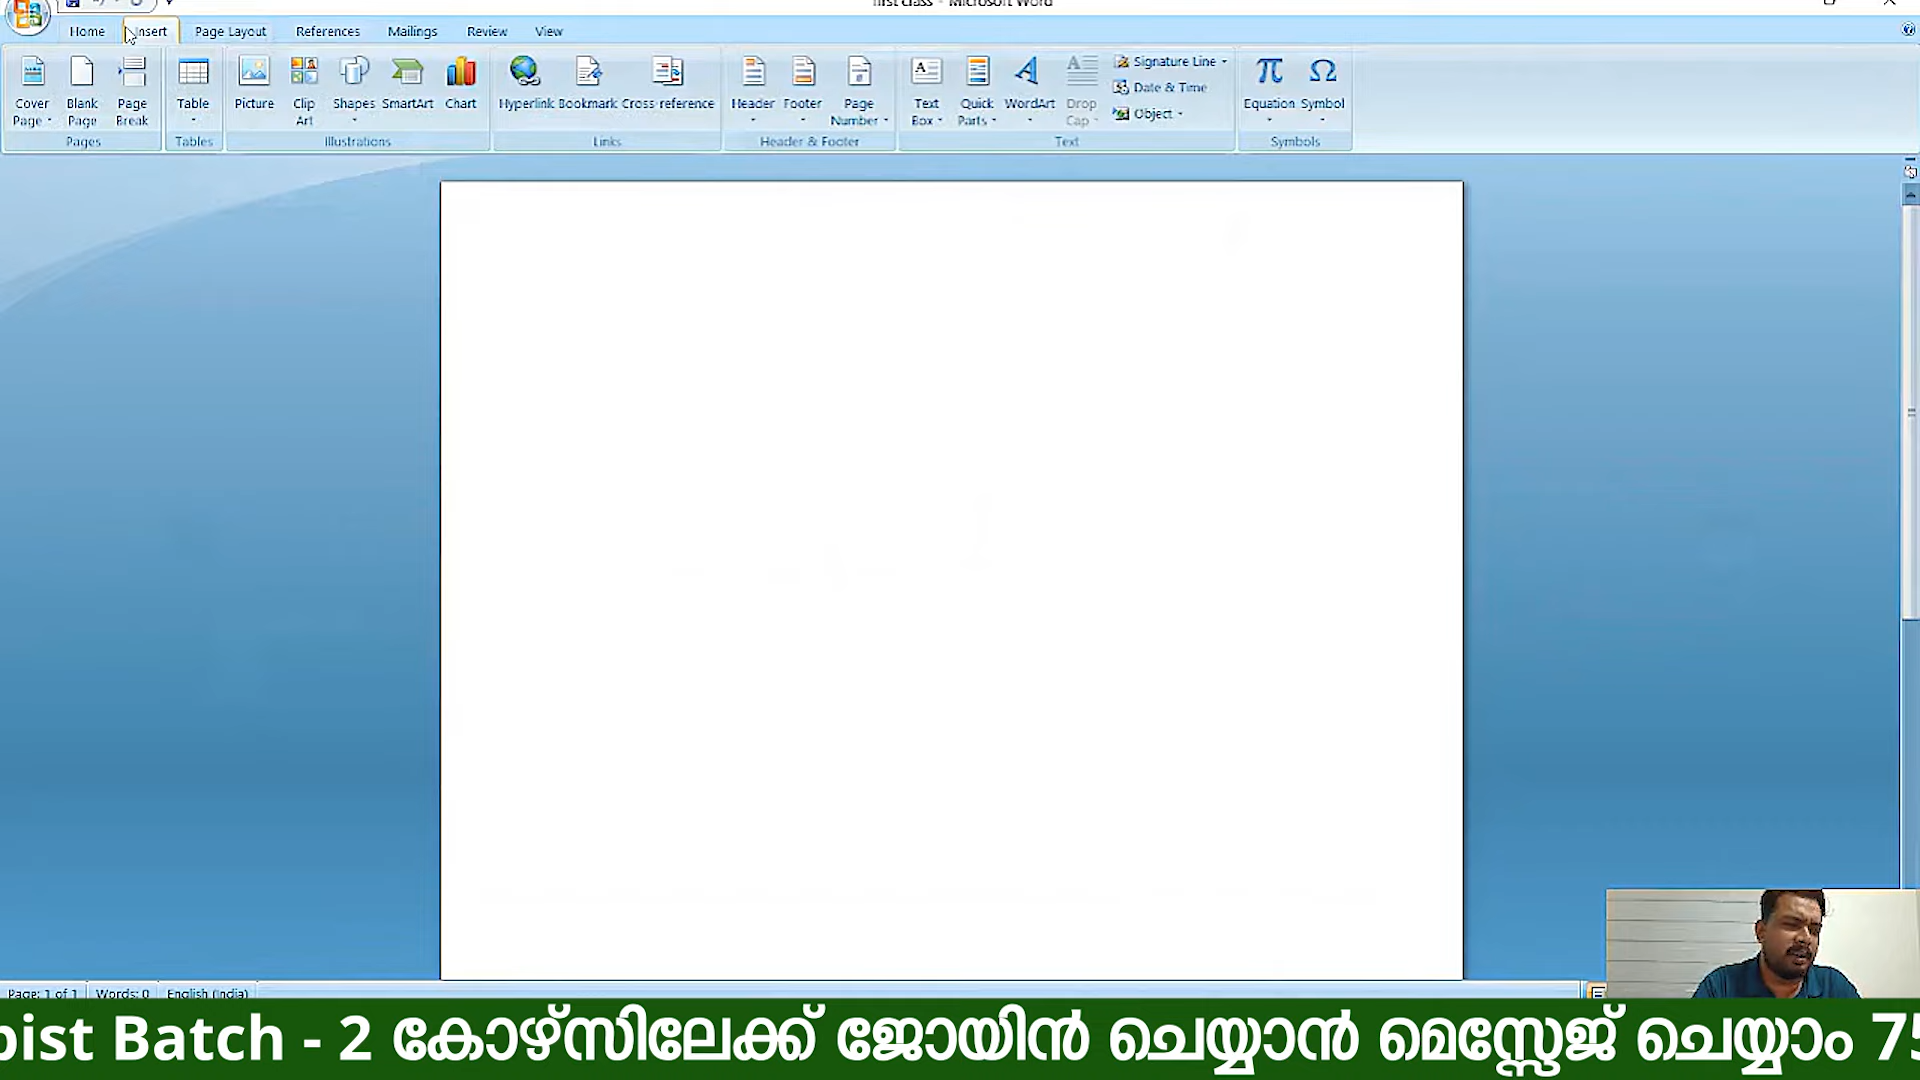 first class - Microsoft Word
Home Insert Page Layout References Mailings Review View
Cover Page
Blank Page
Page Break
Table
Picture
Clip Art
Shapes
SmartArt
Chart
Hyperlink
Bookmark
Cross-reference
Header
Footer
Page Number
Text Box
Quick Parts
WordArt
Drop Cap
Signature Line
Date & Time
Object
Equation
Symbol
Pages Tables Illustrations Links Header & Footer Text Symbols
Page: 1 of 1 Words: 0 English (India)
pist Batch - 2 കോഴ്സിലേക്ക് ജോയിൻ ചെയ്യാൻ മെസ്സേജ് ചെയ്യാം 75